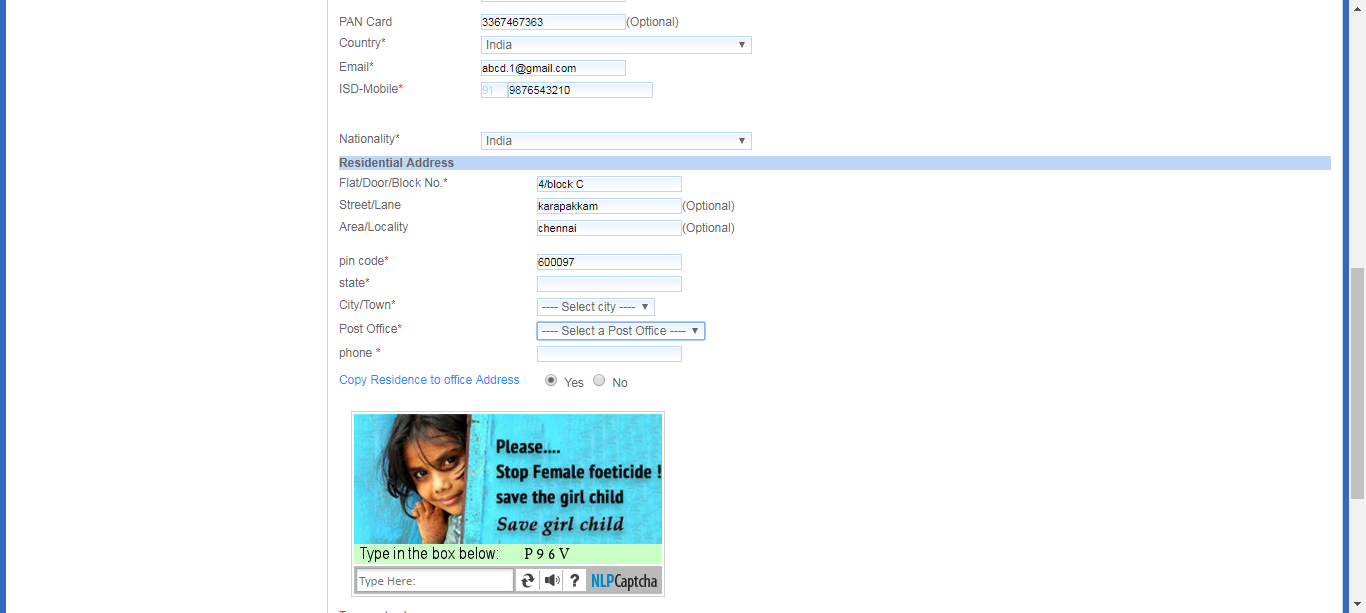 PAN Card 3367467363 (Optional)
Country* India
Email* abcd.1@gmail.com
ISD-Mobile* 91 9876543210
Nationality* India
Residential Address
Flat/Door/Block No.* 4/block C
Street/Lane karapakkam (Optional)
Area/Locality chennai (Optional)
pin code* 600097
state*
City/Town* ---- Select city ----
Post Office* ---- Select a Post Office ----
phone *
Copy Residence to office Address Yes No
Please....
Stop Female foeticide !
save the girl child
Save girl child
Type in the box below: P 9 6 V
Type Here: ? NLPCaptcha